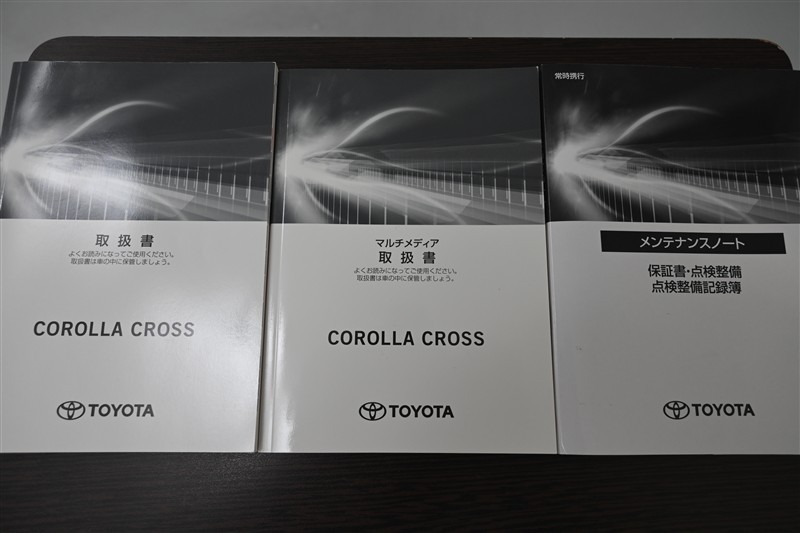 取扱書
よくお読みになってご使用ください。
取扱書は車の中に保管しましょう。
COROLLA CROSS
TOYOTA
マルチメディア
取扱書
よくお読みになってご使用ください。
取扱書は車の中に保管しましょう。
COROLLA CROSS
TOYOTA
常時携行
メンテナンスノート
保証書・点検整備
点検整備記録簿
TOYOTA